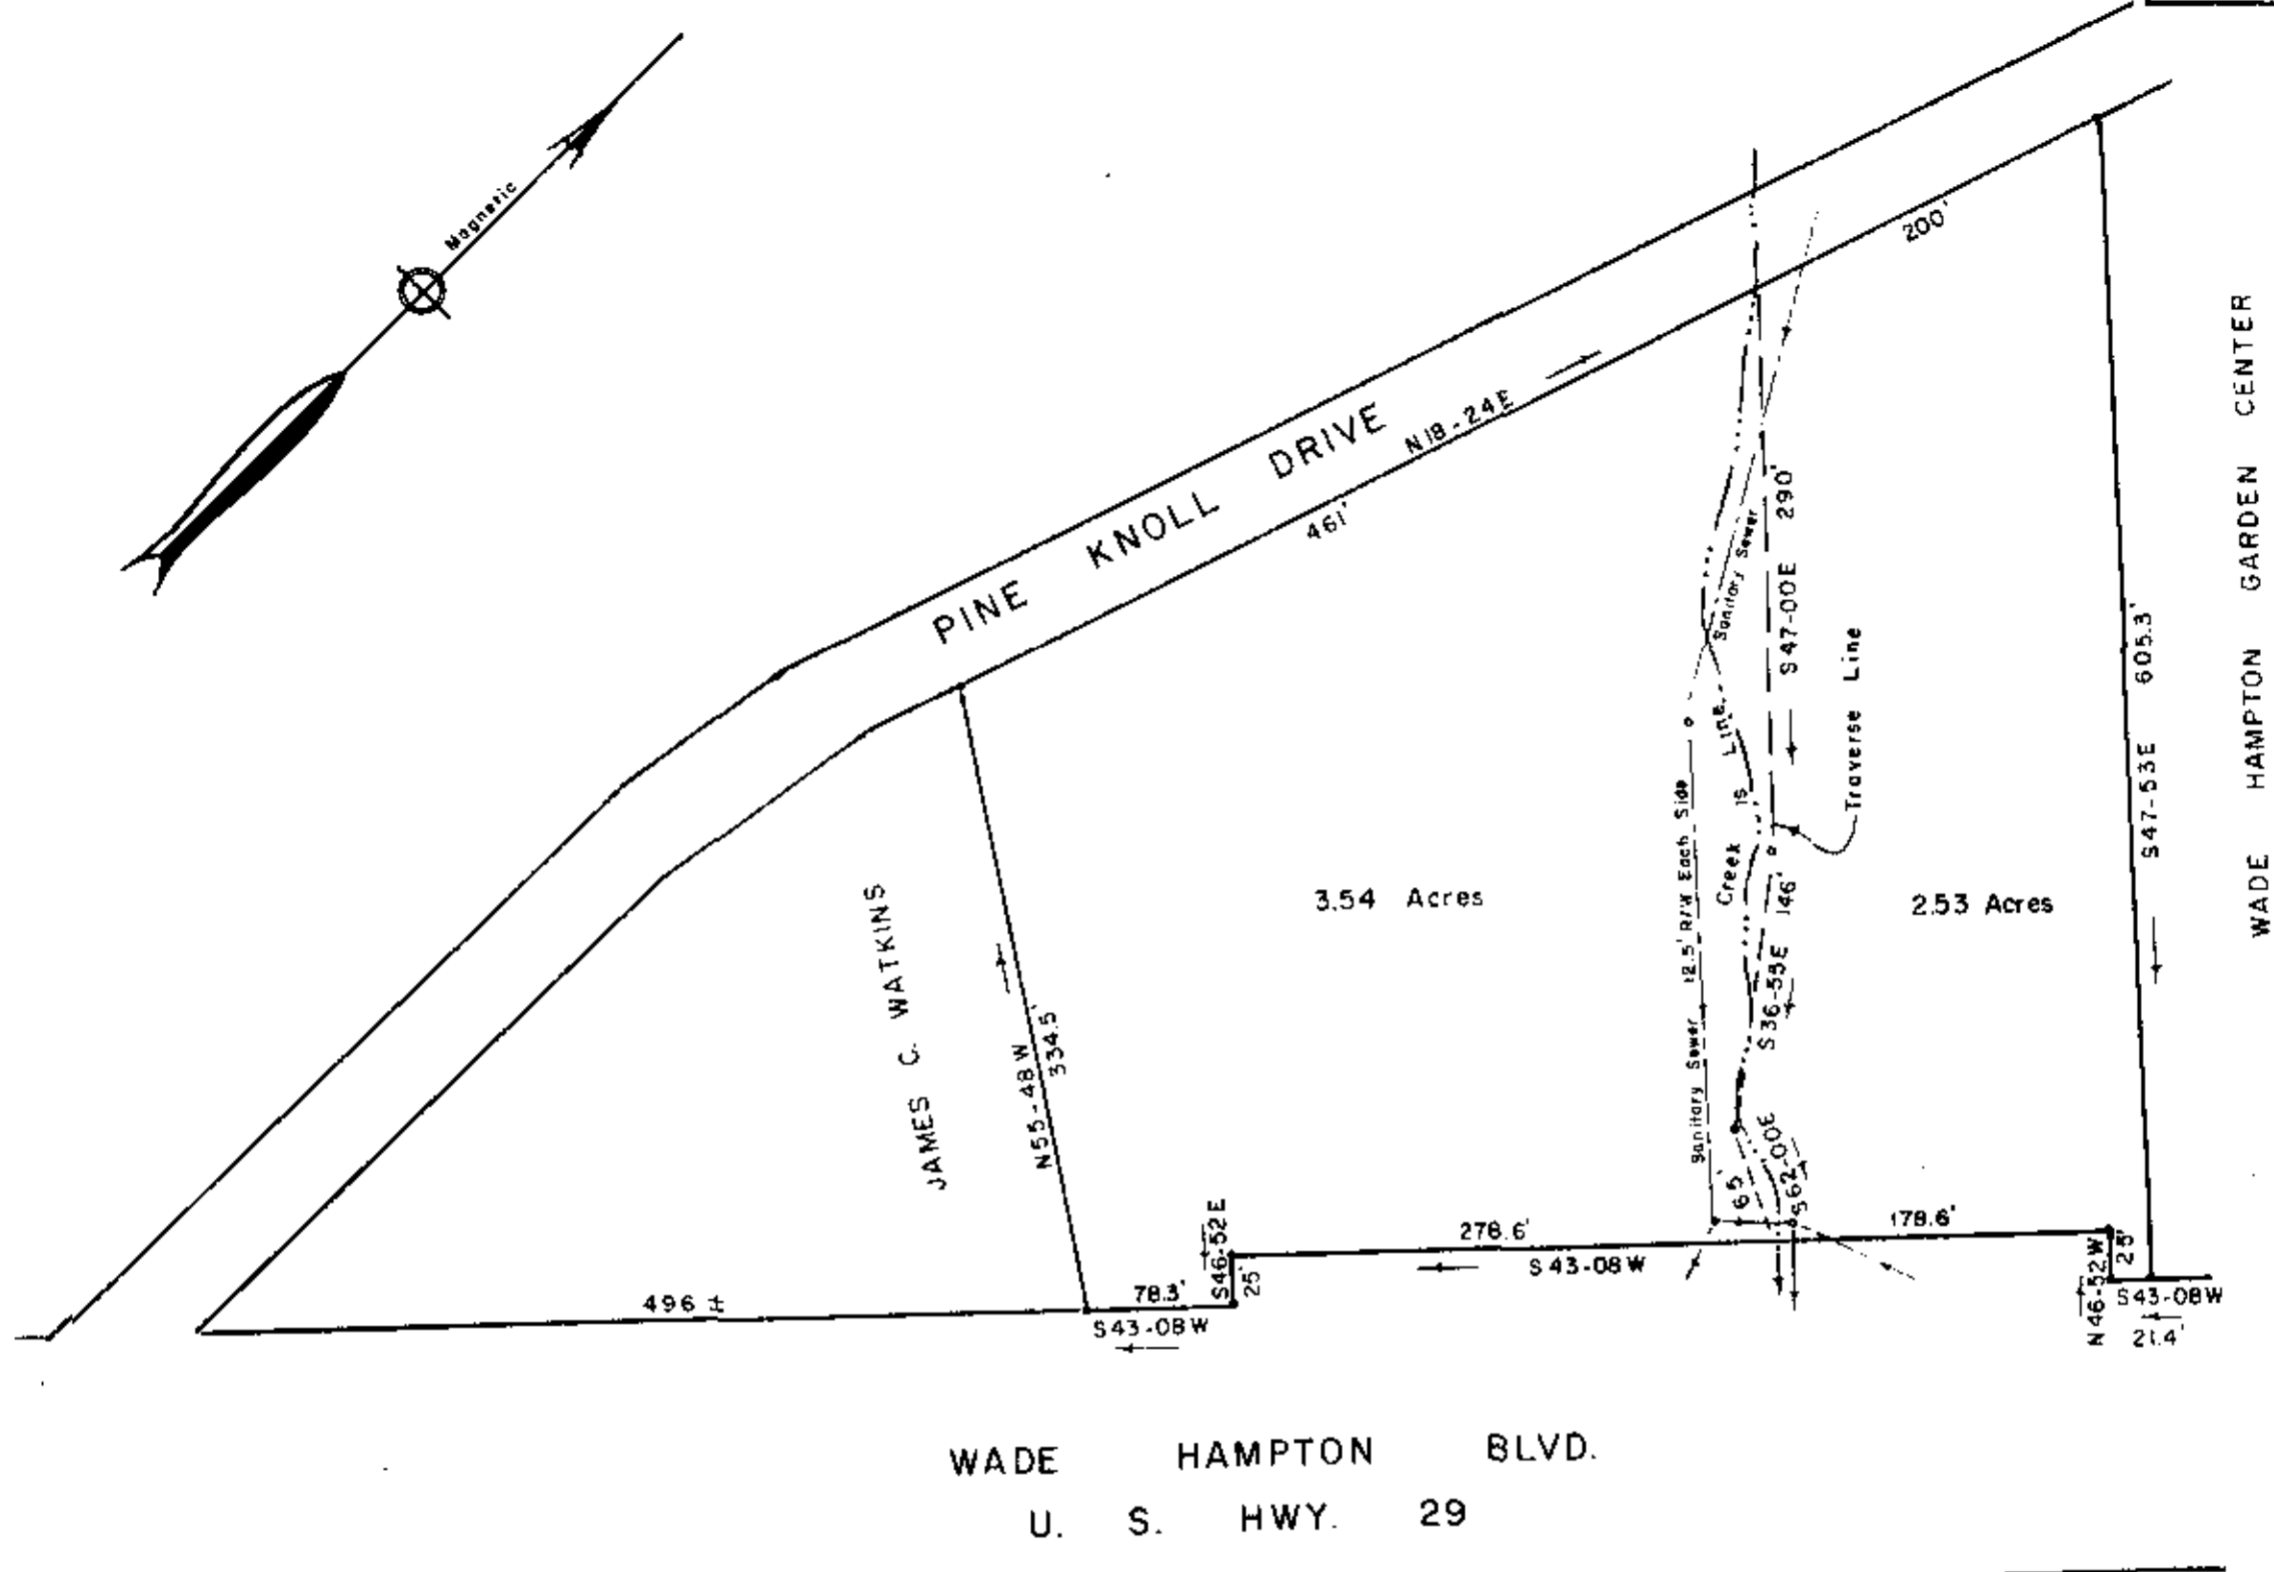 Magnetic
PINE KNOLL DRIVE
N18-24E
461'
200'
Sanitary Sewer
S47-00E 290'
Traverse Line
Creek is Line
S36-55E 146'
S62-00E
65'
12.5' R/W Each Side
Sanitary Sewer
3.54 Acres
2.53 Acres
S47-53E 605.3'
WADE HAMPTON GARDEN CENTER
JAMES C. WATKINS
N55-48W
334.5'
496 ±
78.3'
S43-08W
S46-52E
25'
278.6'
S43-08W
178.6'
N46-52W
25'
S43-08W
21.4'
WADE HAMPTON BLVD.
U. S. HWY. 29